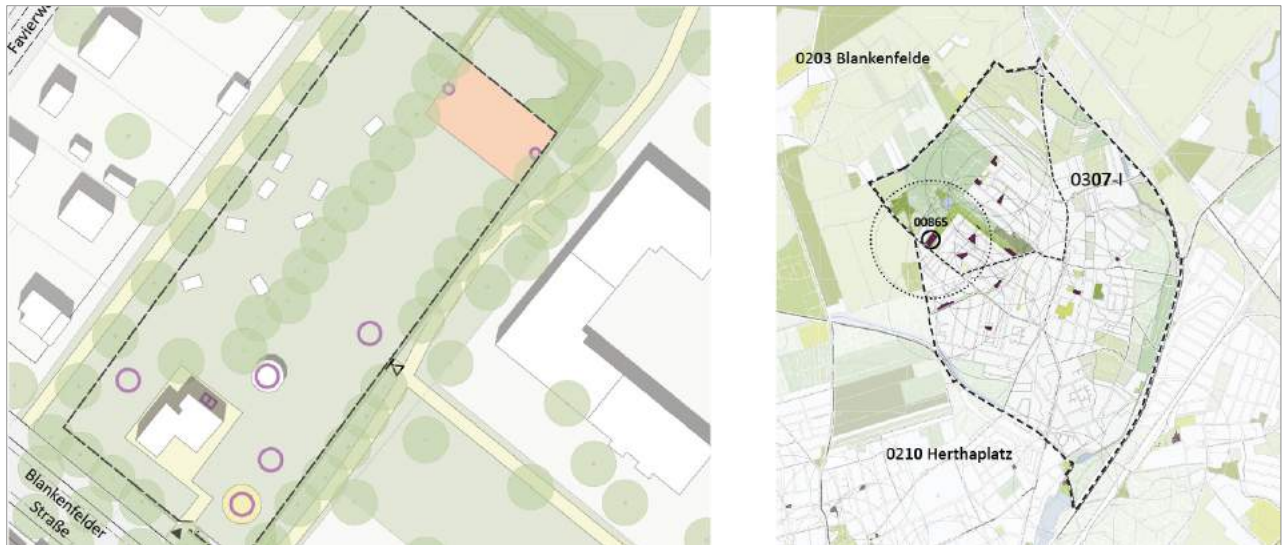 Favierw
Blankenfelder
Straße
0203 Blankenfelde
0307-I
00865
0210 Herthaplatz